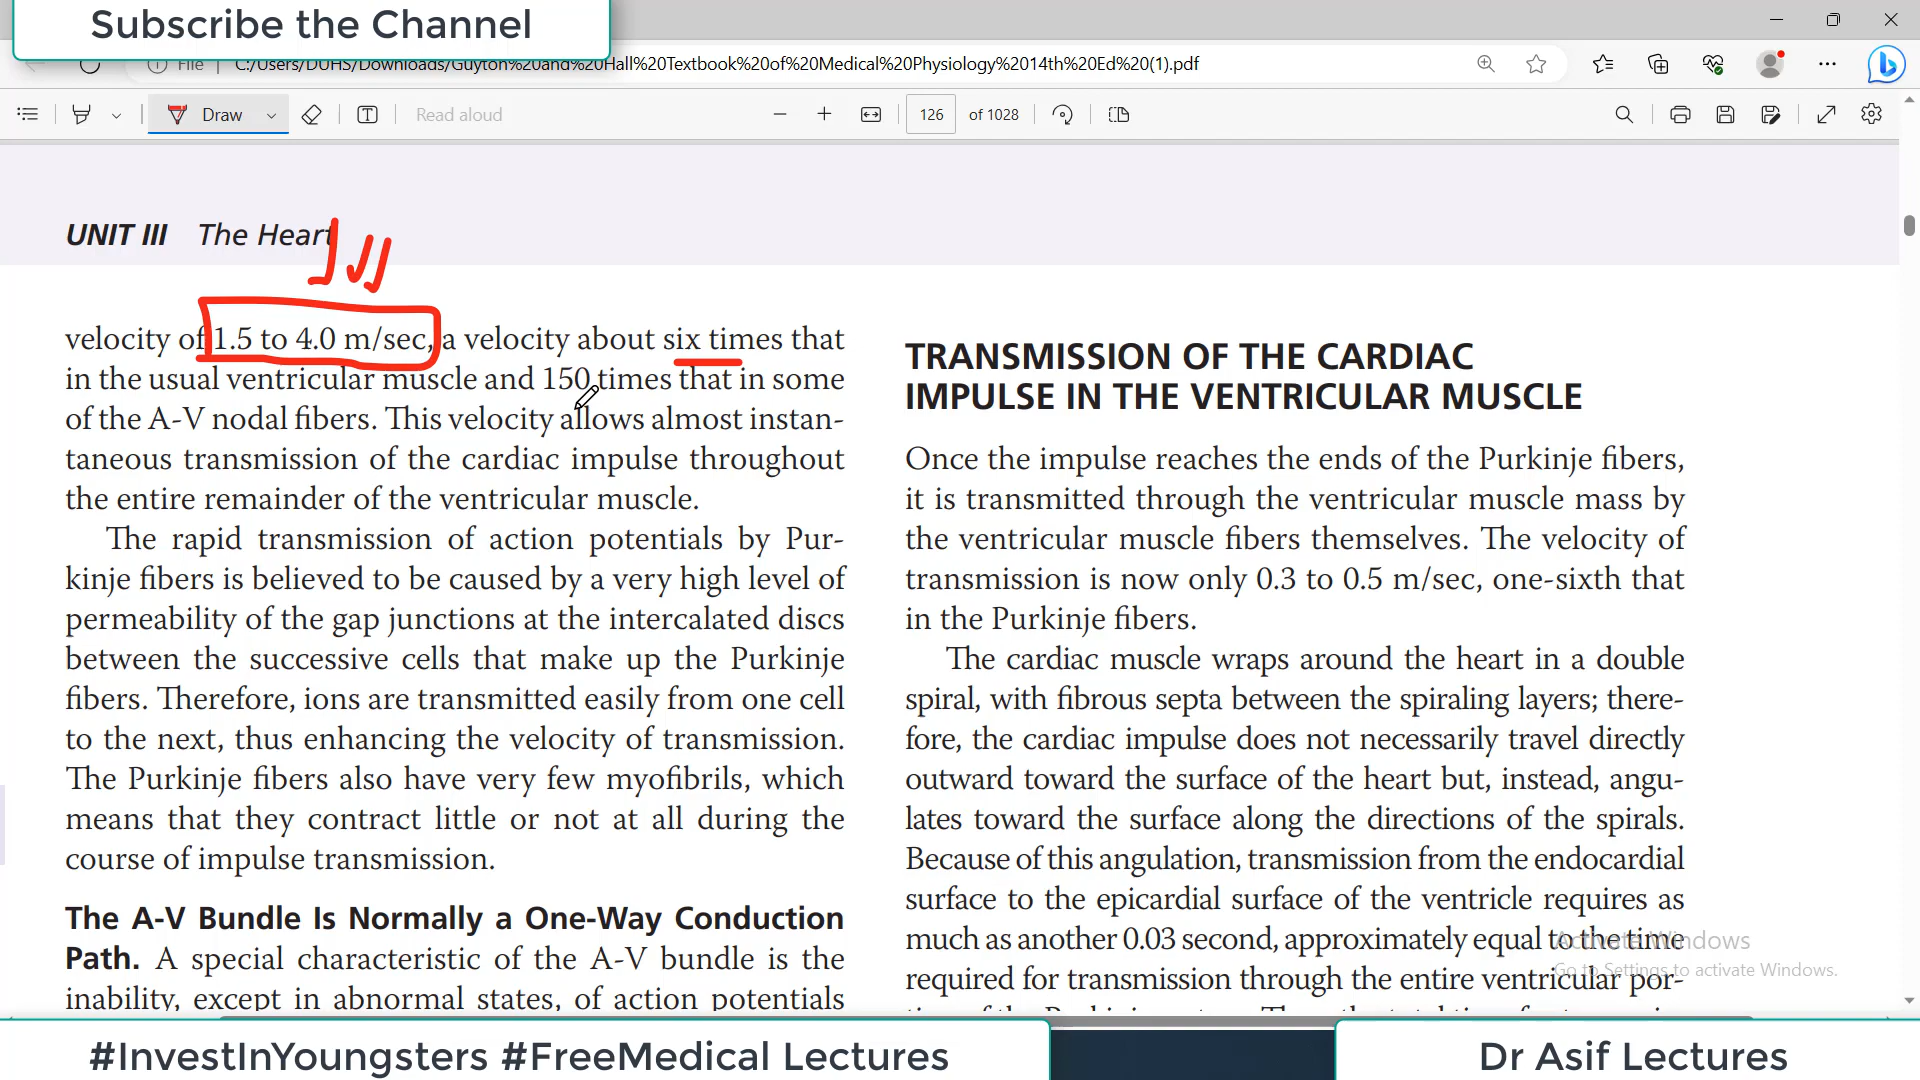 Subscribe the Channel
File
C:/Users/DUHS/Downloads/Guyton%20and%20Hall%20Textbook%20of%20Medical%20Physiology%2014th%20Ed%20(1).pdf
Draw
Read aloud
126 of 1028
UNIT III The Heart
velocity of 1.5 to 4.0 m/sec, a velocity about six times that
in the usual ventricular muscle and 150 times that in some
of the A-V nodal fibers. This velocity allows almost instan-
taneous transmission of the cardiac impulse throughout
the entire remainder of the ventricular muscle.
The rapid transmission of action potentials by Pur-
kinje fibers is believed to be caused by a very high level of
permeability of the gap junctions at the intercalated discs
between the successive cells that make up the Purkinje
fibers. Therefore, ions are transmitted easily from one cell
to the next, thus enhancing the velocity of transmission.
The Purkinje fibers also have very few myofibrils, which
means that they contract little or not at all during the
course of impulse transmission.
The A-V Bundle Is Normally a One-Way Conduction
Path. A special characteristic of the A-V bundle is the
inability, except in abnormal states, of action potentials
TRANSMISSION OF THE CARDIAC
IMPULSE IN THE VENTRICULAR MUSCLE
Once the impulse reaches the ends of the Purkinje fibers,
it is transmitted through the ventricular muscle mass by
the ventricular muscle fibers themselves. The velocity of
transmission is now only 0.3 to 0.5 m/sec, one-sixth that
in the Purkinje fibers.
The cardiac muscle wraps around the heart in a double
spiral, with fibrous septa between the spiraling layers; there-
fore, the cardiac impulse does not necessarily travel directly
outward toward the surface of the heart but, instead, angu-
lates toward the surface along the directions of the spirals.
Because of this angulation, transmission from the endocardial
surface to the epicardial surface of the ventricle requires as
much as another 0.03 second, approximately equal to the time
required for transmission through the entire ventricular por-
Activate Windows
Go to Settings to activate Windows.
#InvestInYoungsters #FreeMedical Lectures
Dr Asif Lectures